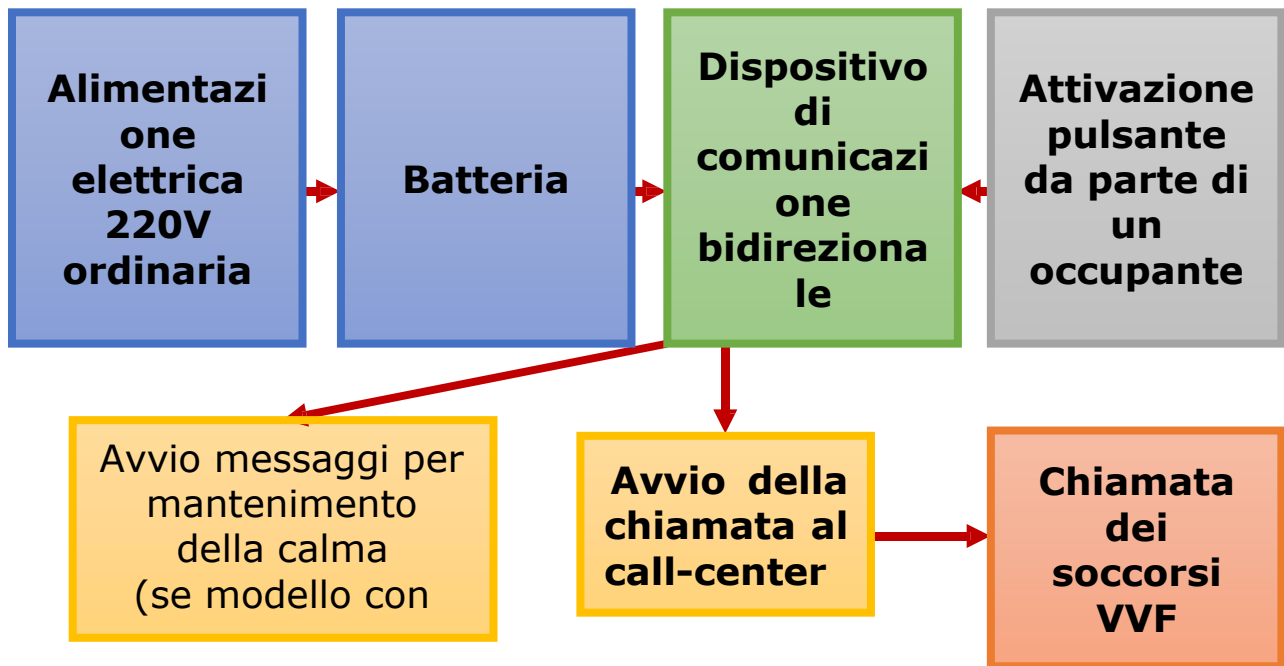 Alimentazi
one
elettrica
220V
ordinaria
Batteria
Dispositivo
di
comunicazi
one
bidireziona
le
Attivazione
pulsante
da parte di
un
occupante
Avvio messaggi per
mantenimento
della calma
(se modello con
Avvio della
chiamata al
call-center
Chiamata
dei
soccorsi
VVF